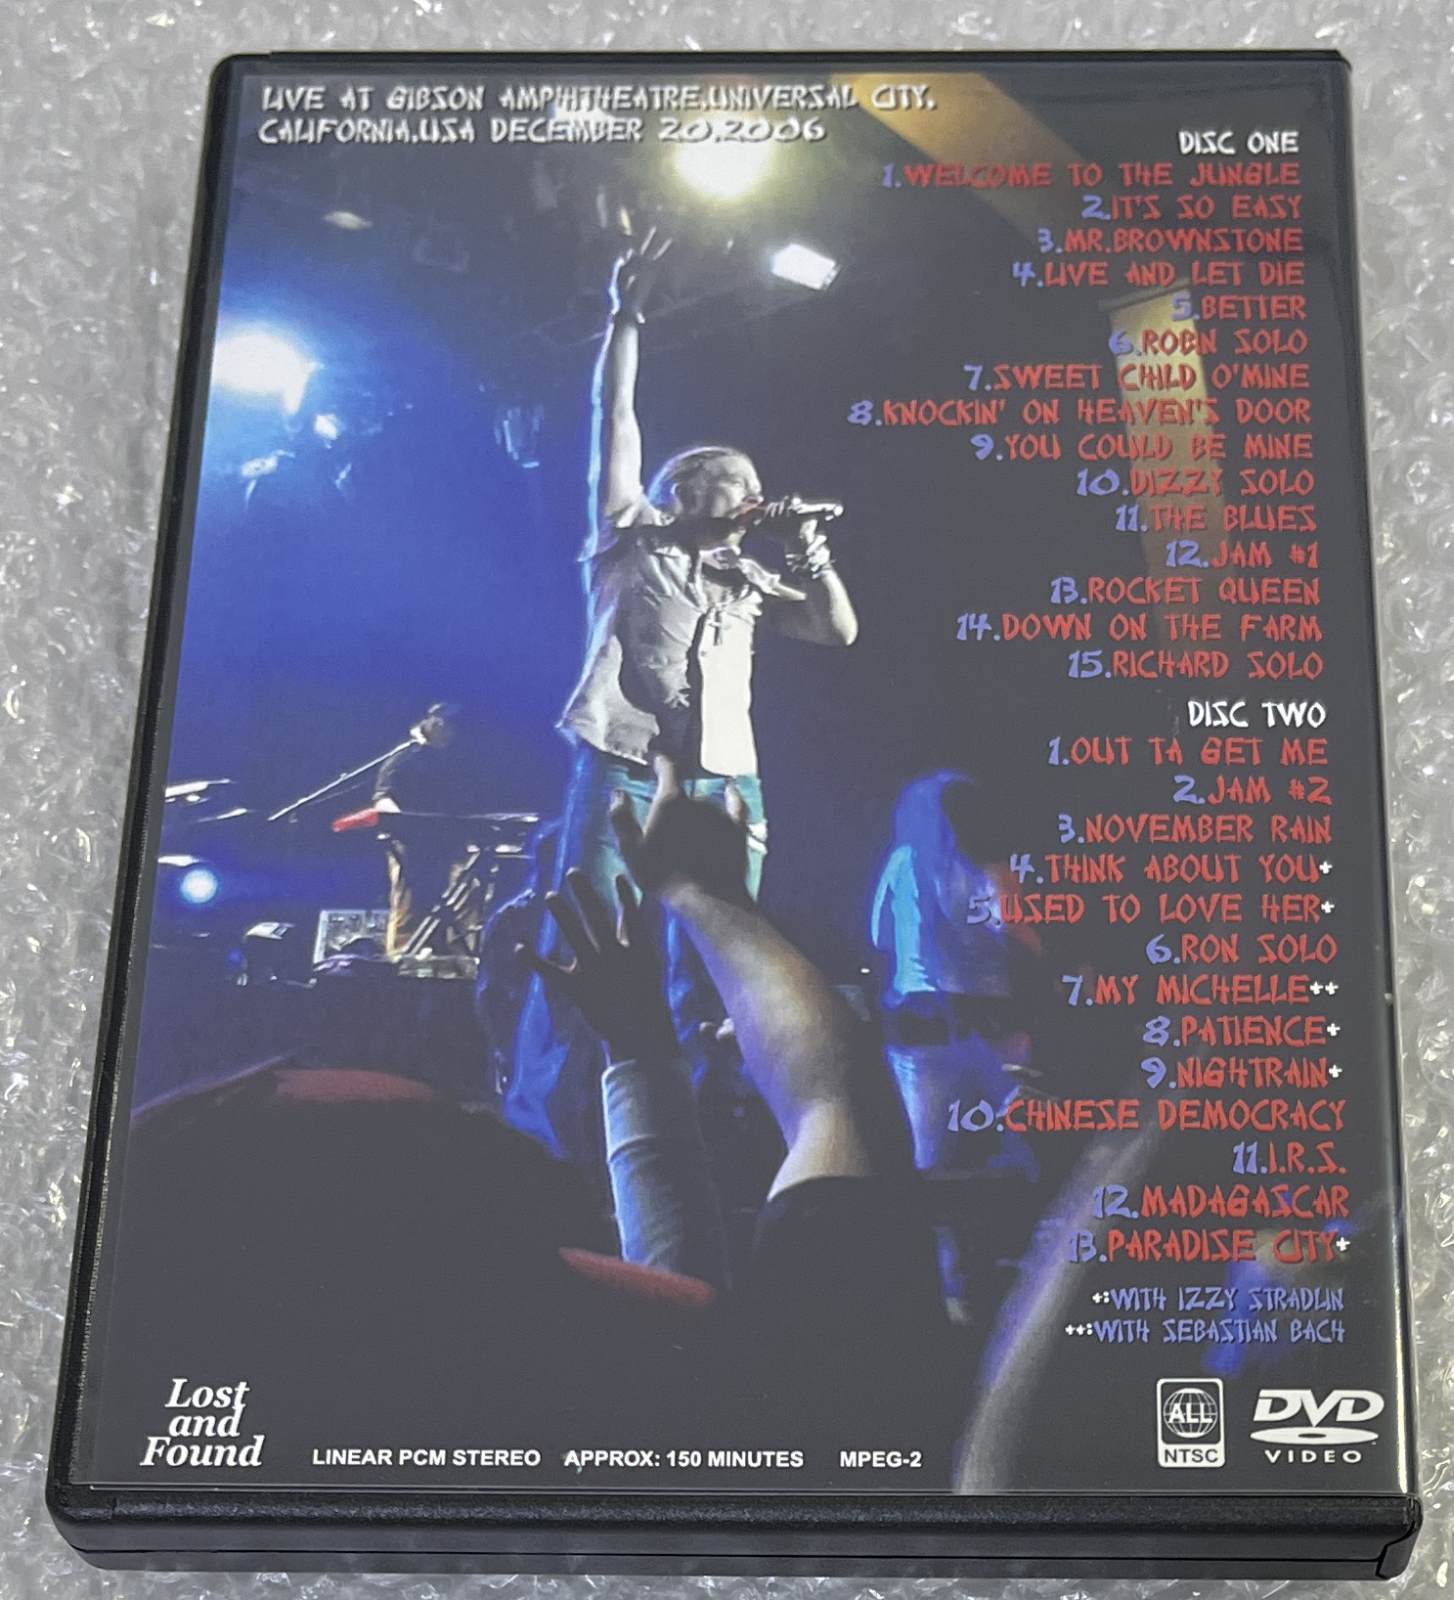 LIVE AT GIBSON AMPHITHEATRE,UNIVERSAL CITY,
CALIFORNIA,USA DECEMBER 20,2006
DISC ONE
1.WELCOME TO THE JUNGLE
2.IT'S SO EASY
3.MR.BROWNSTONE
4.LIVE AND LET DIE
5.BETTER
6.ROBIN SOLO
7.SWEET CHILD O'MINE
8.KNOCKIN' ON HEAVEN'S DOOR
9.YOU COULD BE MINE
10.DIZZY SOLO
11.THE BLUES
12.JAM #1
13.ROCKET QUEEN
14.DOWN ON THE FARM
15.RICHARD SOLO
DISC TWO
1.OUT TA GET ME
2.JAM #2
3.NOVEMBER RAIN
4.THINK ABOUT YOU+
5.USED TO LOVE HER+
6.RON SOLO
7.MY MICHELLE++
8.PATIENCE+
9.NIGHTRAIN+
10.CHINESE DEMOCRACY
11.I.R.S.
12.MADAGASCAR
13.PARADISE CITY+
+:WITH IZZY STRADLIN
++:WITH SEBASTIAN BACH
Lost
and
Found
LINEAR PCM STEREO APPROX: 150 MINUTES MPEG-2
ALL
NTSC
DVD
VIDEO